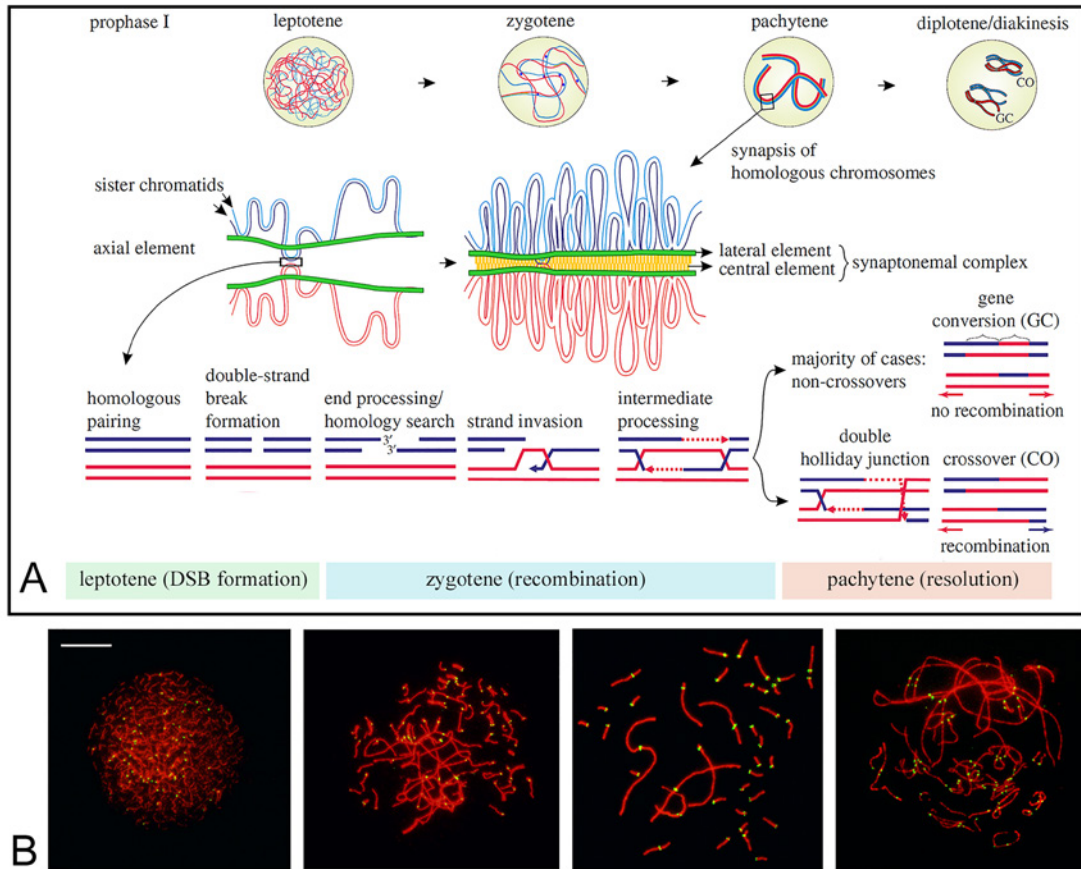 A
prophase I
leptotene
zygotene
pachytene
diplotene/diakinesis
CO
GC
synapsis of
homologous chromosomes
sister chromatids
axial element
lateral element
central element
synaptonemal complex
gene
conversion (GC)
majority of cases:
non-crossovers
no recombination
homologous
pairing
double-strand
break
formation
end processing/
homology search
3′
3′
strand invasion
intermediate
processing
double
holliday junction
crossover (CO)
recombination
A
leptotene (DSB formation)
zygotene (recombination)
pachytene (resolution)
B